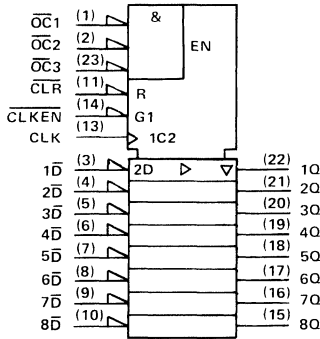 OC1 (1) & EN
OC2 (2)
OC3 (23)
CLR (11) R
CLKEN (14) G1
CLK (13) 1C2
1D (3) 2D (22) 1Q
2D (4) (21) 2Q
3D (5) (20) 3Q
4D (6) (19) 4Q
5D (7) (18) 5Q
6D (8) (17) 6Q
7D (9) (16) 7Q
8D (10) (15) 8Q